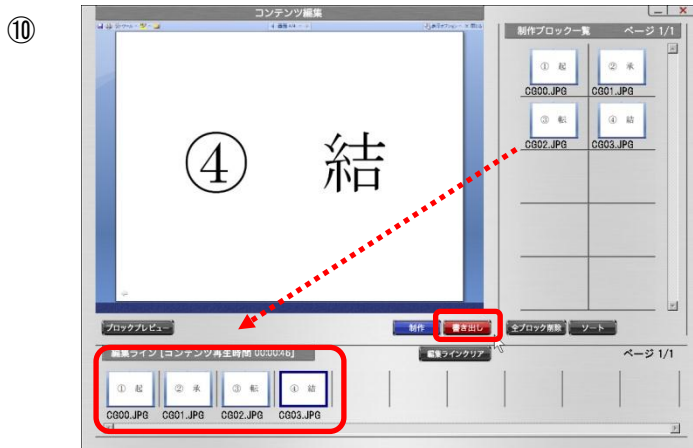 ⑩
コンテンツ編集
制作ブロック一覧 ページ 1/1
④ 結
① 起
② 承
CG00.JPG
CG01.JPG
③ 転
④ 結
CG02.JPG
CG03.JPG
ブロックプレビュー
制作
書き出し
全ブロック削除
ソート
編集ライン [コンテンツ再生時間 00:00:46]
編集ラインクリア
ページ 1/1
① 起
② 承
③ 転
④ 結
CG00.JPG
CG01.JPG
CG02.JPG
CG03.JPG